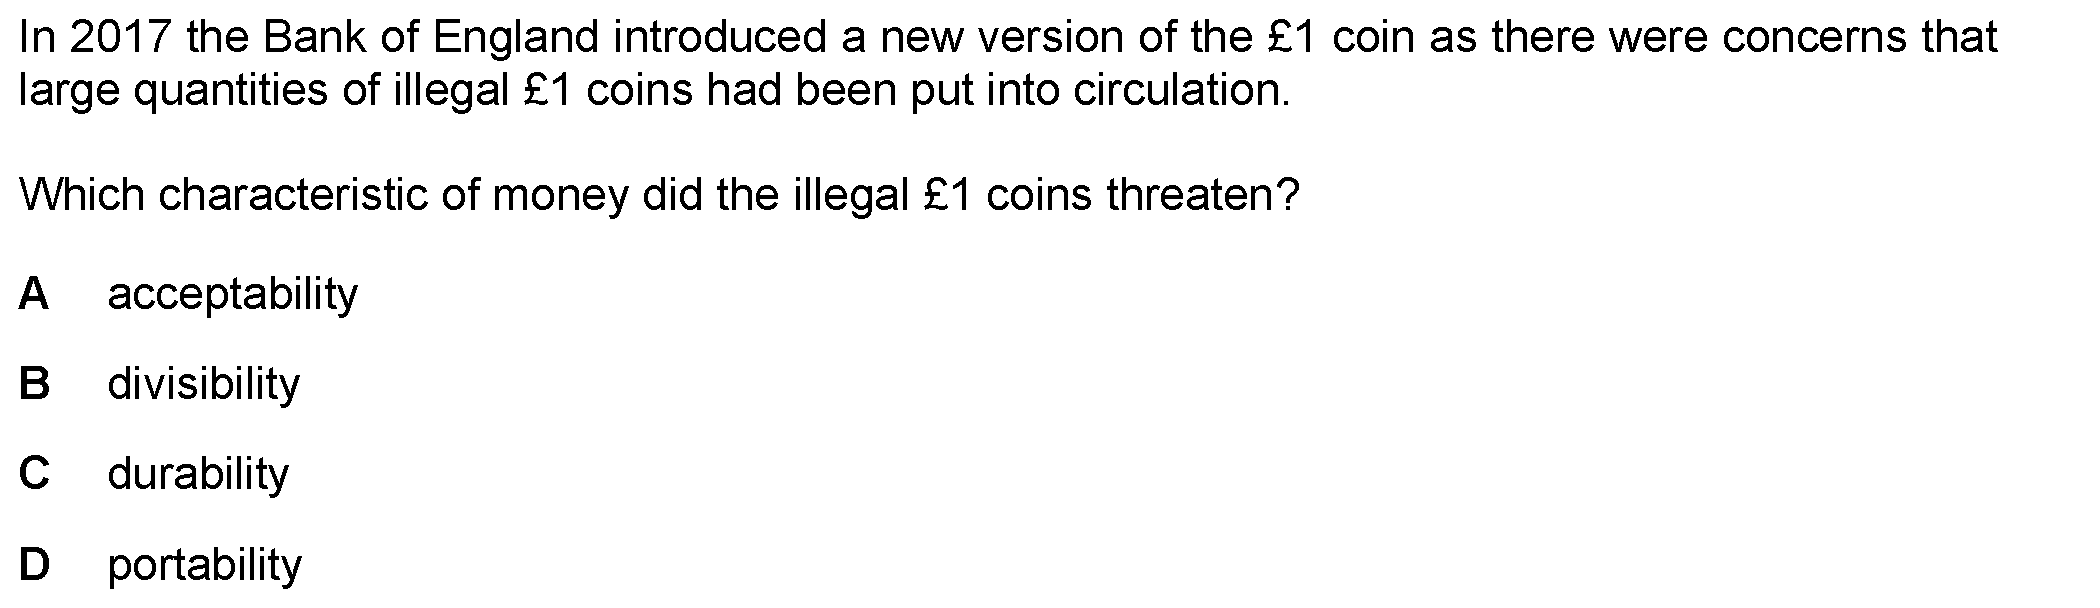 In 2017 the Bank of England introduced a new version of the £1 coin as there were concerns that
large quantities of illegal £1 coins had been put into circulation.
Which characteristic of money did the illegal £1 coins threaten?
A acceptability
B divisibility
C durability
D portability